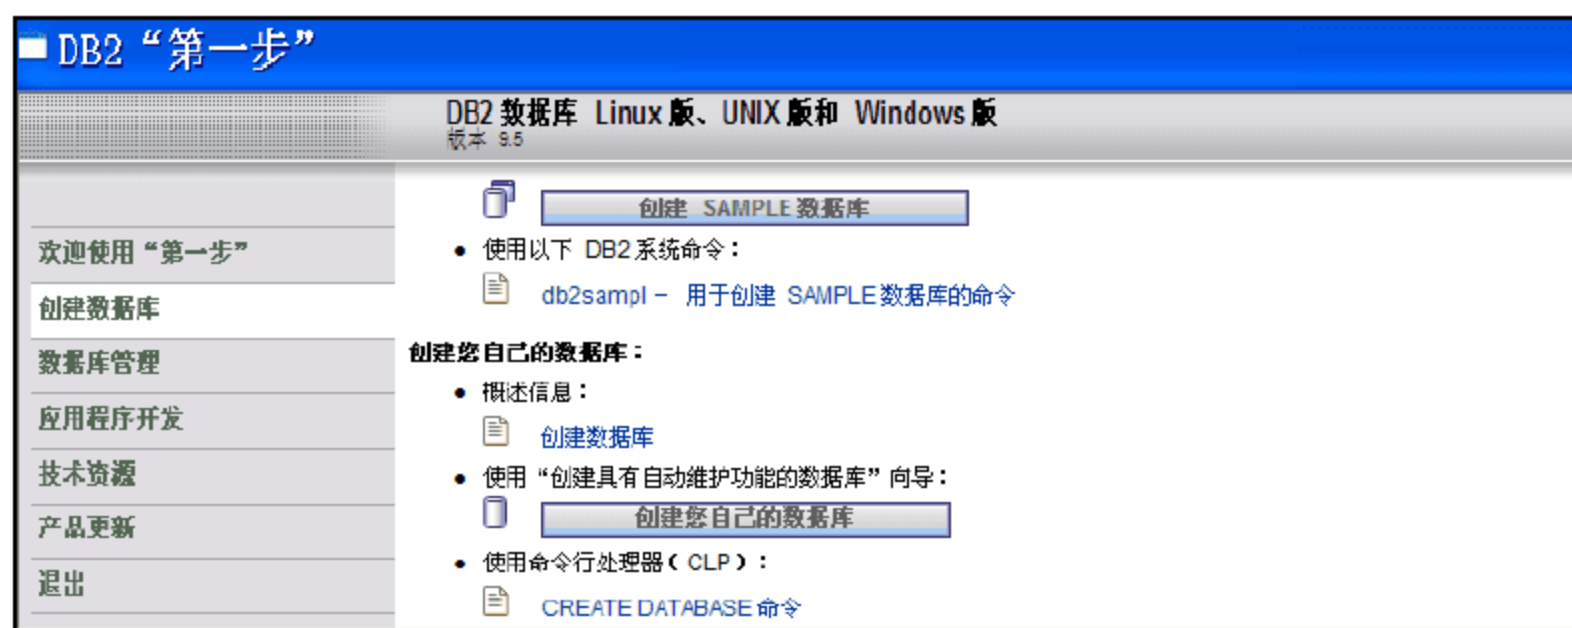 DB2“第一步”
DB2 数据库 Linux 版、UNIX 版和 Windows 版
版本 9.5
欢迎使用“第一步”
创建数据库
数据库管理
应用程序开发
技术资源
产品更新
退出
创建 SAMPLE 数据库
使用以下 DB2 系统命令：
db2sampl － 用于创建 SAMPLE 数据库的命令
创建您自己的数据库：
概述信息：
创建数据库
使用“创建具有自动维护功能的数据库”向导：
创建您自己的数据库
使用命令行处理器（CLP）：
CREATE DATABASE 命令